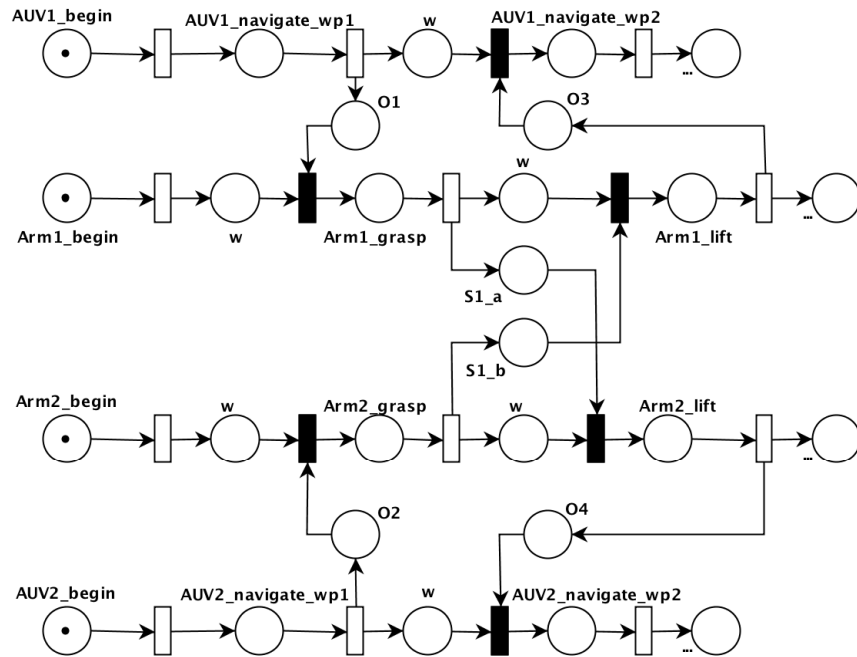 AUV1_begin
AUV1_navigate_wp1
w
AUV1_navigate_wp2
...
O1
O3
w
Arm1_begin
w
Arm1_grasp
Arm1_lift
...
S1_a
S1_b
Arm2_begin
w
Arm2_grasp
w
Arm2_lift
...
O2
O4
AUV2_begin
AUV2_navigate_wp1
w
AUV2_navigate_wp2
...